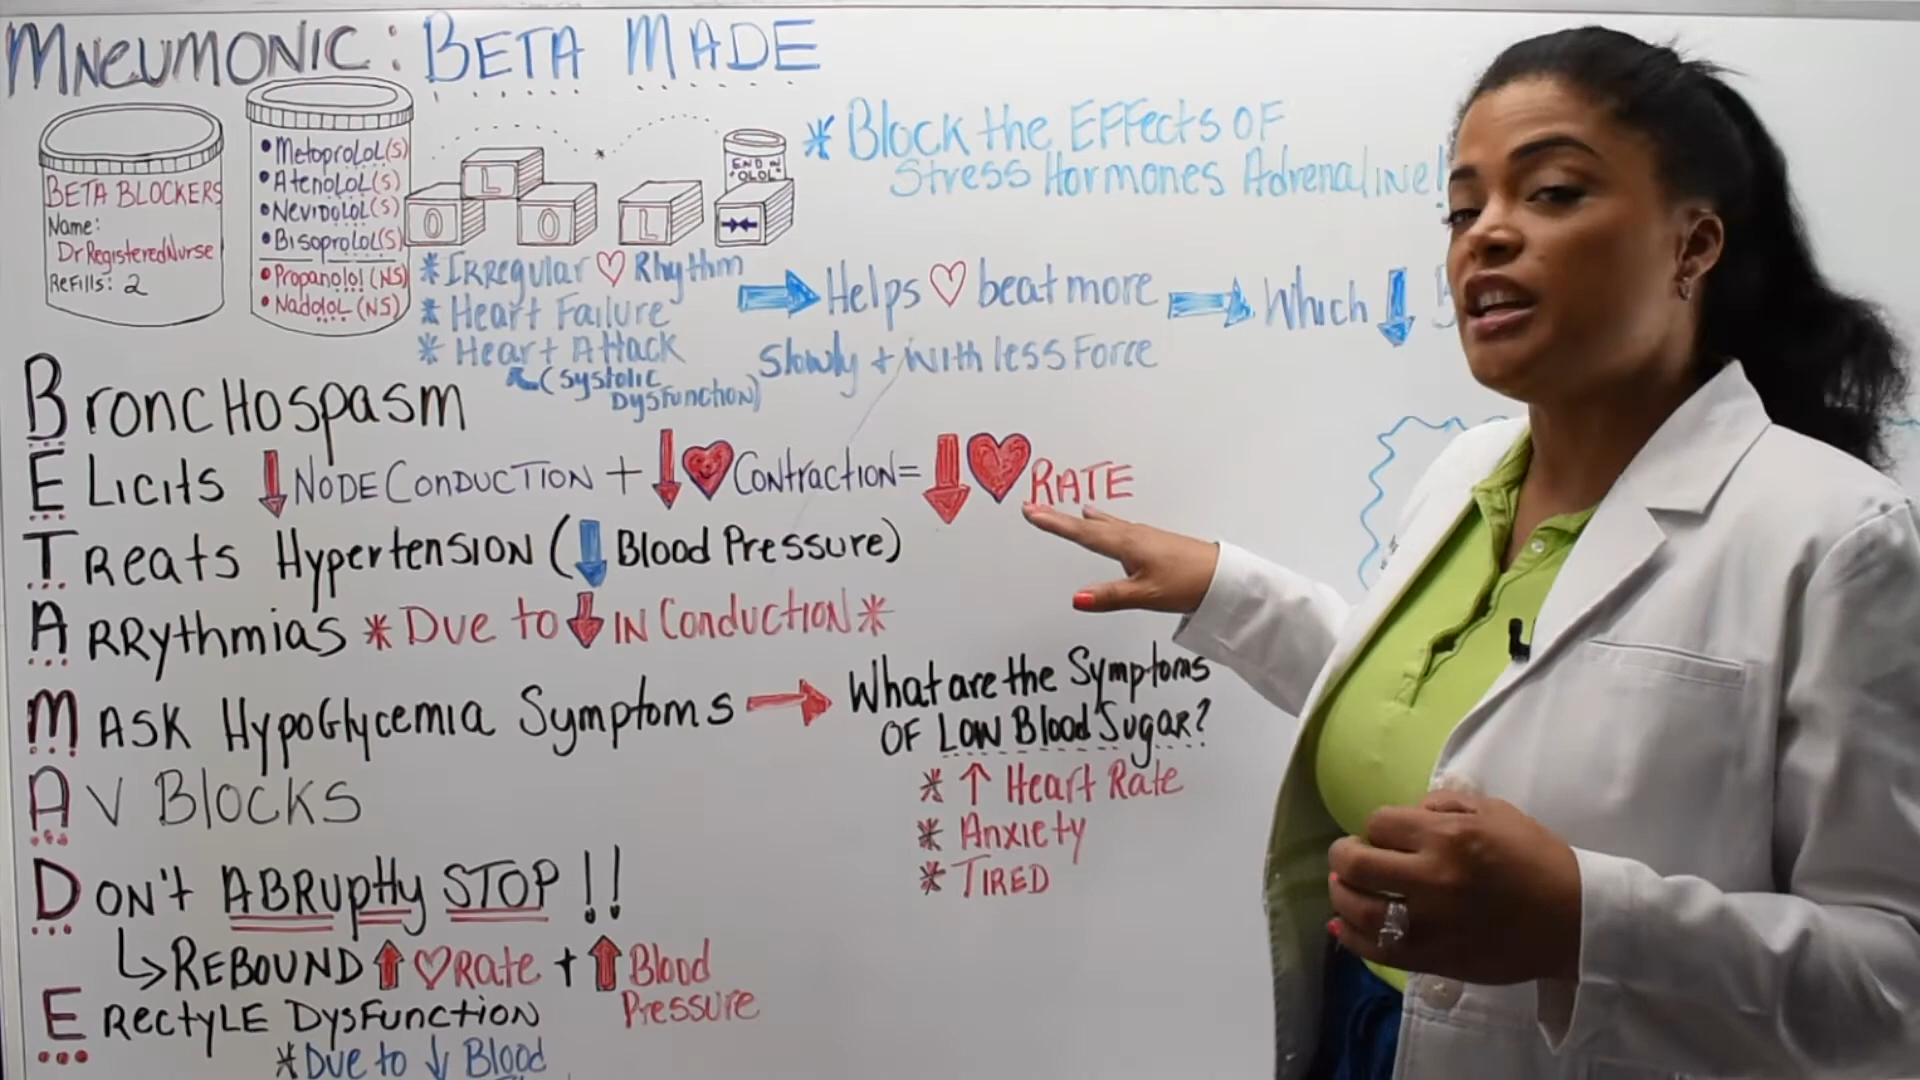 MNEUMONIC: BETA MADE
BETA BLOCKERS
Name:
DrRegisteredNurse
Refills: 2
• MetoproLoL(S)
• AtenoLoL(S)
• NeviDoLoL(S)
• BisoproLoL(S)
• Propanolol (NS)
• NadoloL (NS)
O
L
O
L
END IN
"OLOL"
* Block the EFFects OF
Stress Hormones Adrenaline!
* IRRegular ♡ Rhythm
* Heart Failure
* Heart Attack
(Systolic
DysFunction)
Helps ♡ beat more
Slowly + with less Force
Which ↓
BroncHospasm
ELicits ↓ NODE CONDUCTION + ↓ ♥ Contraction = ↓ ♥ RATE
TReats Hypertension (↓ Blood Pressure)
ARRythmias * Due to ↓ IN Conduction *
MASK HypoGlycemia Symptoms → What are the Symptoms
OF Low Blood Sugar?
* ↑ Heart Rate
* Anxiety
* TIRED
AV BLOCKS
DON'T ABRUPtly STOP!!
↳ REBOUND ↑ ♡ Rate + ↑ Blood
Pressure
ERectyLE DysFunction
* Due to ↓ Blood